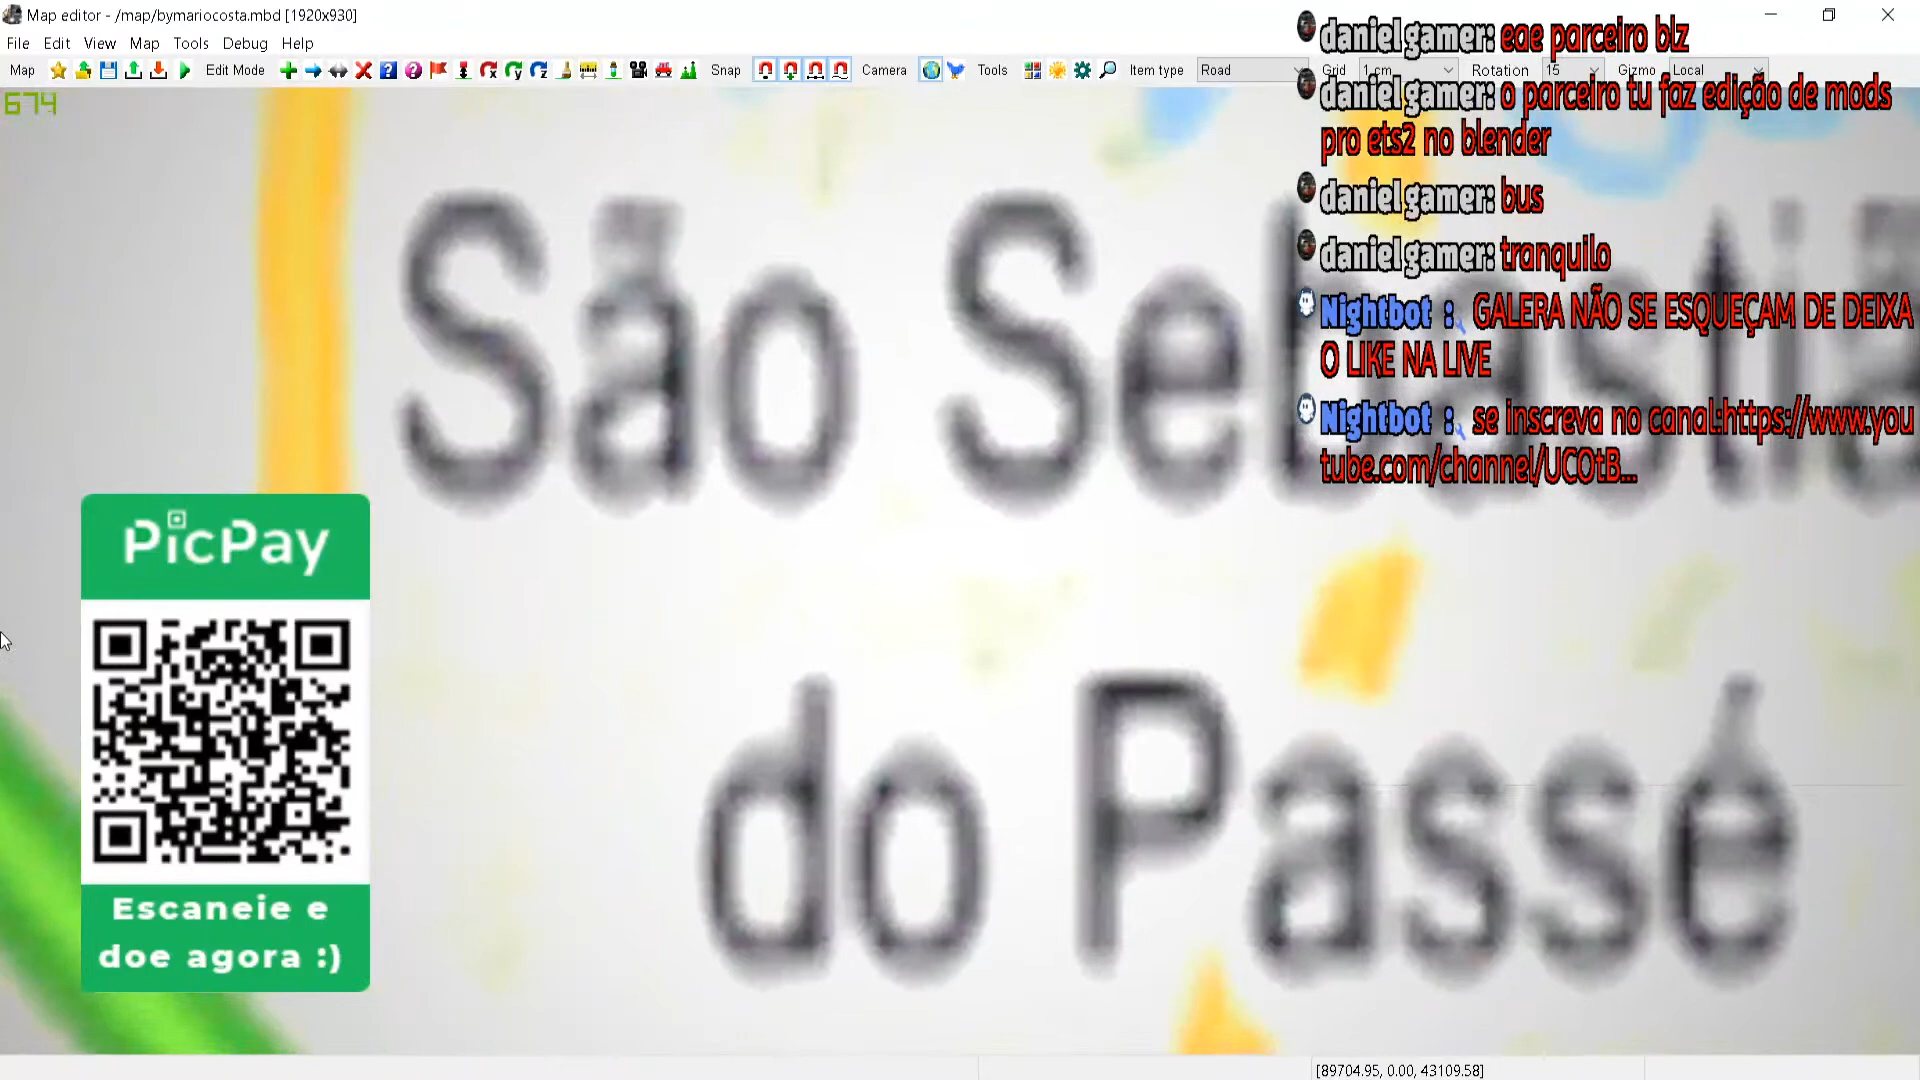 Map editor - /map/bymariocosta.mbd [1920x930]
File Edit View Map Tools Debug Help
Map Edit Mode Snap Camera Tools Item type Road Grid 1 cm Rotation 15 Gizmo Local
674
daniel gamer: eae parceiro blz
daniel gamer: o parceiro tu faz edição de mods
pro ets2 no blender
daniel gamer: bus
daniel gamer: tranquilo
Nightbot : GALERA NÃO SE ESQUEÇAM DE DEIXA
O LIKE NA LIVE
Nightbot : se inscreva no canal:https://www.you
tube.com/channel/UCOtB...
São Sebastiã
do Passé
PicPay
Escaneie e
doe agora :)
[89704.95, 0.00, 43109.58]